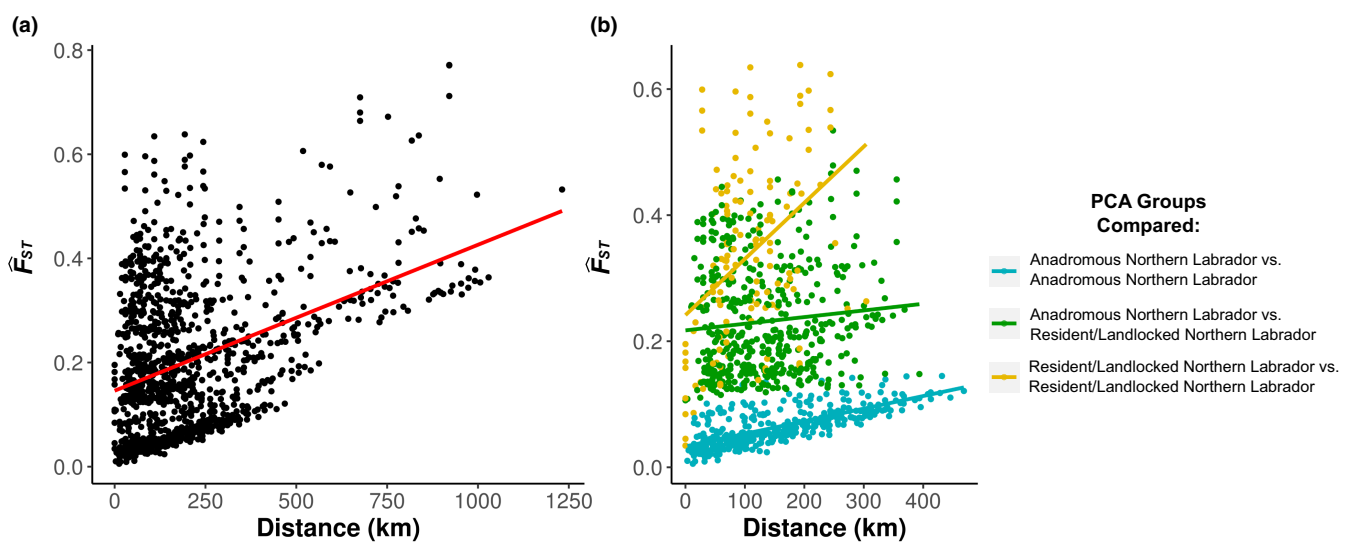 (a)
0.8
0.6
0.4
0.2
0.0
F̂ST
0
250
500
750
1000
1250
Distance (km)
(b)
0.6
0.4
0.2
0.0
F̂ST
0
100
200
300
400
Distance (km)
PCA Groups
Compared:
Anadromous Northern Labrador vs.
Anadromous Northern Labrador
Anadromous Northern Labrador vs.
Resident/Landlocked Northern Labrador
Resident/Landlocked Northern Labrador vs.
Resident/Landlocked Northern Labrador